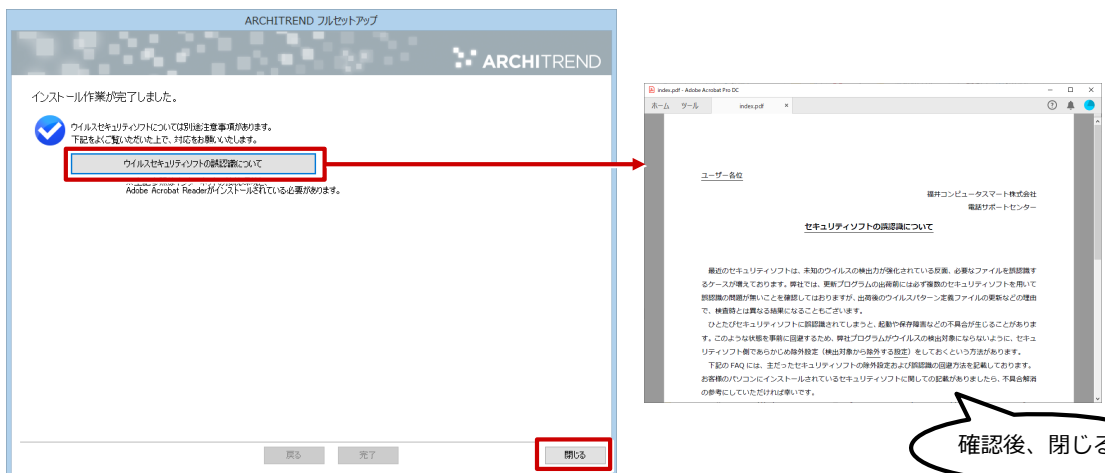 ARCHITREND フルセットアップ
ARCHITREND
インストール作業が完了しました。
ウイルスセキュリティソフトについては別途注意事項があります。
下記をよくご覧いただいた上で、対応をお願いいたします。
ウイルスセキュリティソフトの誤認識について
Adobe Acrobat Readerがインストールされている必要があります。
戻る
完了
閉じる
index.pdf - Adobe Acrobat Pro DC
ホーム ツール index.pdf ×
ユーザー各位
福井コンピュータスマート株式会社
電話サポートセンター
セキュリティソフトの誤認識について
最近のセキュリティソフトは、未知のウイルスの検出力が強化されている反面、必要なファイルを誤認識す
るケースが増えております。弊社では、更新プログラムの出荷前には必ず複数のセキュリティソフトを用いて
誤認識の問題が無いことを確認してはおりますが、出荷後のウイルスパターン定義ファイルの更新などの理由
で、検査時とは異なる結果になることもございます。
ひとたびセキュリティソフトに誤認識されてしまうと、起動や保存障害などの不具合が生じることがありま
す。このような状態を事前に回避するため、弊社プログラムがウイルスの検出対象にならないように、セキュ
リティソフト側であらかじめ除外設定（検出対象から除外する設定）をしておくという方法があります。
下記の FAQ には、主だったセキュリティソフトの除外設定および誤認識の回避方法を記載しております。
お客様のパソコンにインストールされているセキュリティソフトに関しての記載がありましたら、不具合解消
の参考にしていただければ幸いです。
確認後、閉じる